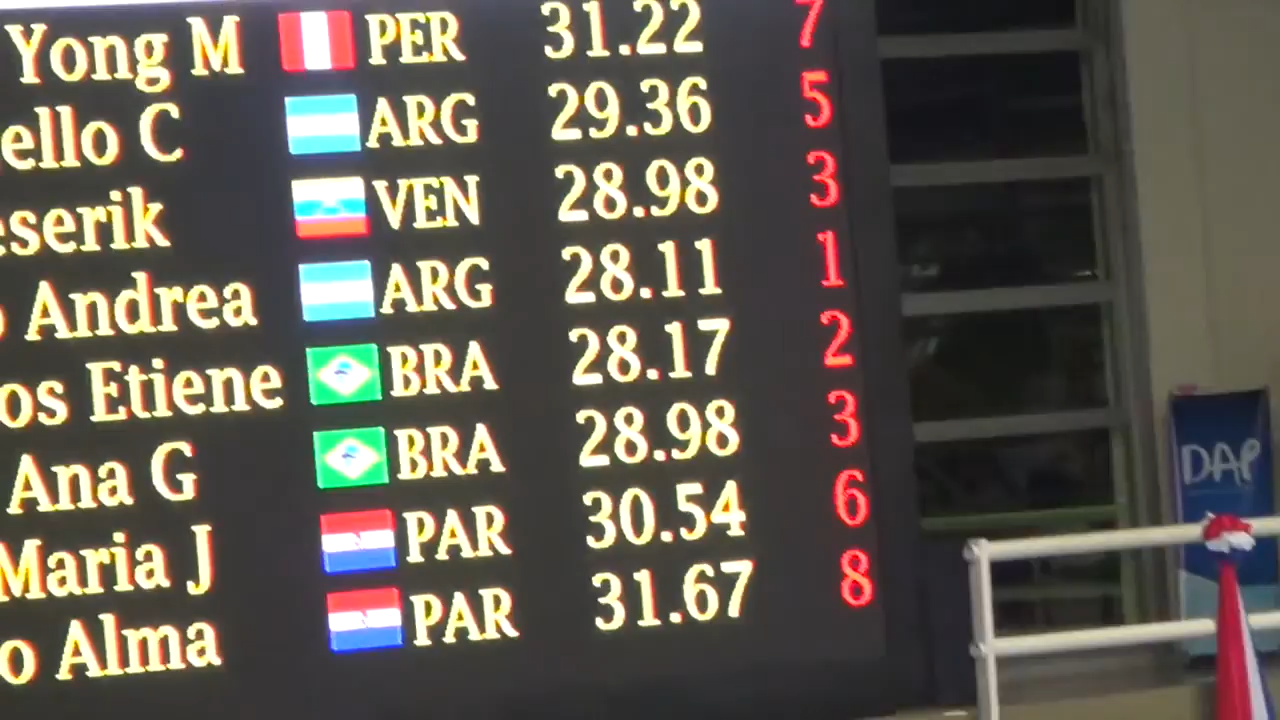 Yong M PER 31.22 7
ello C ARG 29.36 5
eserik VEN 28.98 3
o Andrea ARG 28.11 1
os Etiene BRA 28.17 2
Ana G BRA 28.98 3
Maria J PAR 30.54 6
o Alma PAR 31.67 8
DAP